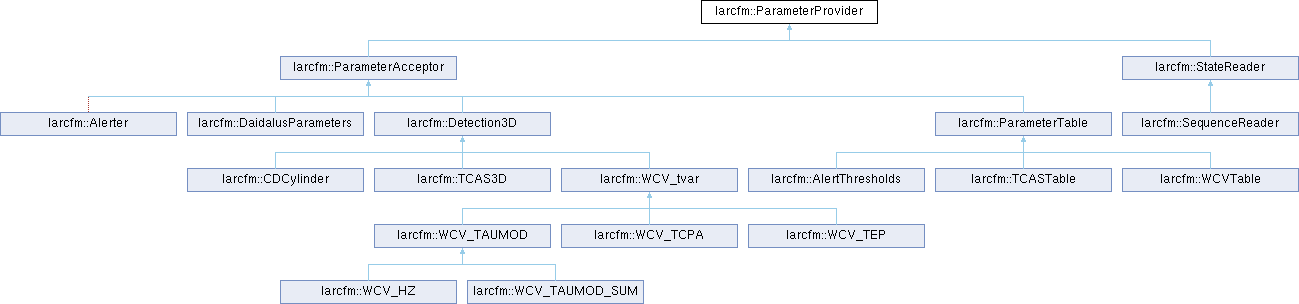 larcfm::ParameterProvider
larcfm::ParameterAcceptor
larcfm::StateReader
larcfm::Alerter
larcfm::DaidalusParameters
larcfm::Detection3D
larcfm::ParameterTable
larcfm::SequenceReader
larcfm::CDCylinder
larcfm::TCAS3D
larcfm::WCV_tvar
larcfm::AlertThresholds
larcfm::TCASTable
larcfm::WCVTable
larcfm::WCV_TAUMOD
larcfm::WCV_TCPA
larcfm::WCV_TEP
larcfm::WCV_HZ
larcfm::WCV_TAUMOD_SUM